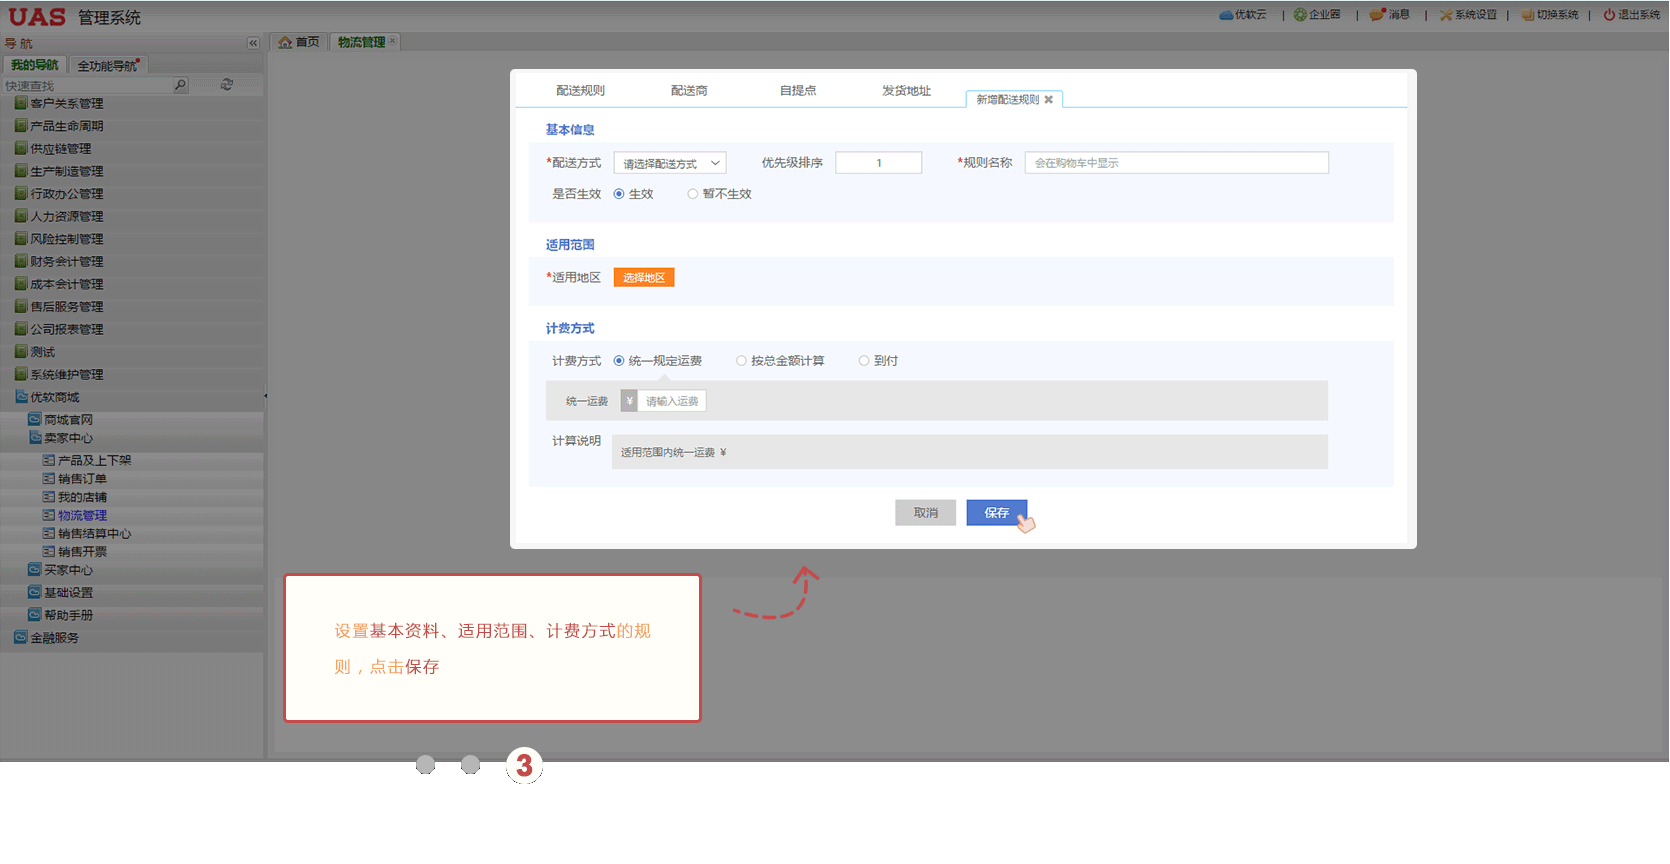 UAS 管理系统
优软云 | 企业圈 | 消息 | 系统设置 | 切换系统 | 退出系统
导航
首页 物流管理
我的导航 全功能导航
快速查找
客户关系管理
产品生命周期
供应链管理
生产制造管理
行政办公管理
人力资源管理
风险控制管理
财务会计管理
成本会计管理
售后服务管理
公司报表管理
测试
系统维护管理
优软商城
商城官网
卖家中心
产品及上下架
销售订单
我的店铺
物流管理
销售结算中心
销售开票
买家中心
基础设置
帮助手册
金融服务
配送规则 配送商 自提点 发货地址 新增配送规则
基本信息
*配送方式 请选择配送方式 优先级排序 1 *规则名称 会在购物车中显示
是否生效 生效 暂不生效
适用范围
*适用地区 选择地区
计费方式
计费方式 统一规定运费 按总金额计算 到付
统一运费 ¥ 请输入运费
计算说明 适用范围内统一运费 ¥
取消 保存
设置基本资料、适用范围、计费方式的规
则，点击保存
3